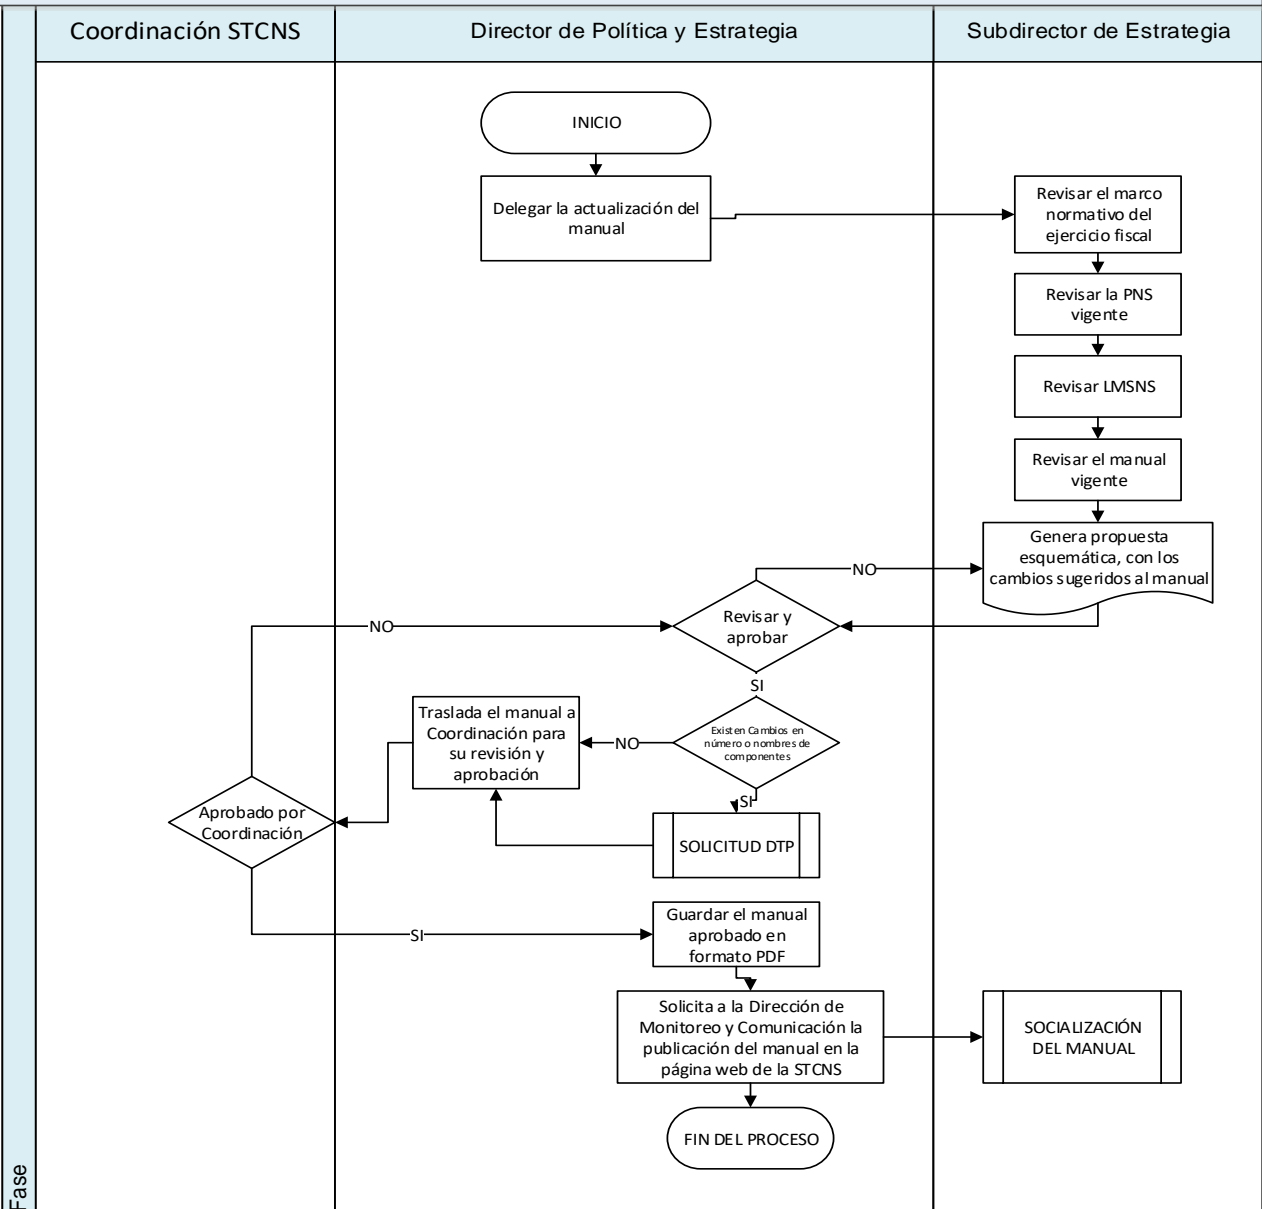 Coordinación STCNS
Director de Política y Estrategia
Subdirector de Estrategia
INICIO
Delegar la actualización del
manual
Revisar el marco
normativo del
ejercicio fiscal
Revisar la PNS
vigente
Revisar LMSNS
Revisar el manual
vigente
Genera propuesta
esquemática, con los
cambios sugeridos al manual
NO
Revisar y
aprobar
NO
SI
Existen Cambios en
número o nombres de
componentes
NO
Traslada el manual a
Coordinación para
su revisión y
aprobación
SI
SOLICITUD DTP
Aprobado por
Coordinación
SI
Guardar el manual
aprobado en
formato PDF
Solicita a la Dirección de
Monitoreo y Comunicación la
publicación del manual en la
página web de la STCNS
SOCIALIZACIÓN
DEL MANUAL
FIN DEL PROCESO
Fase